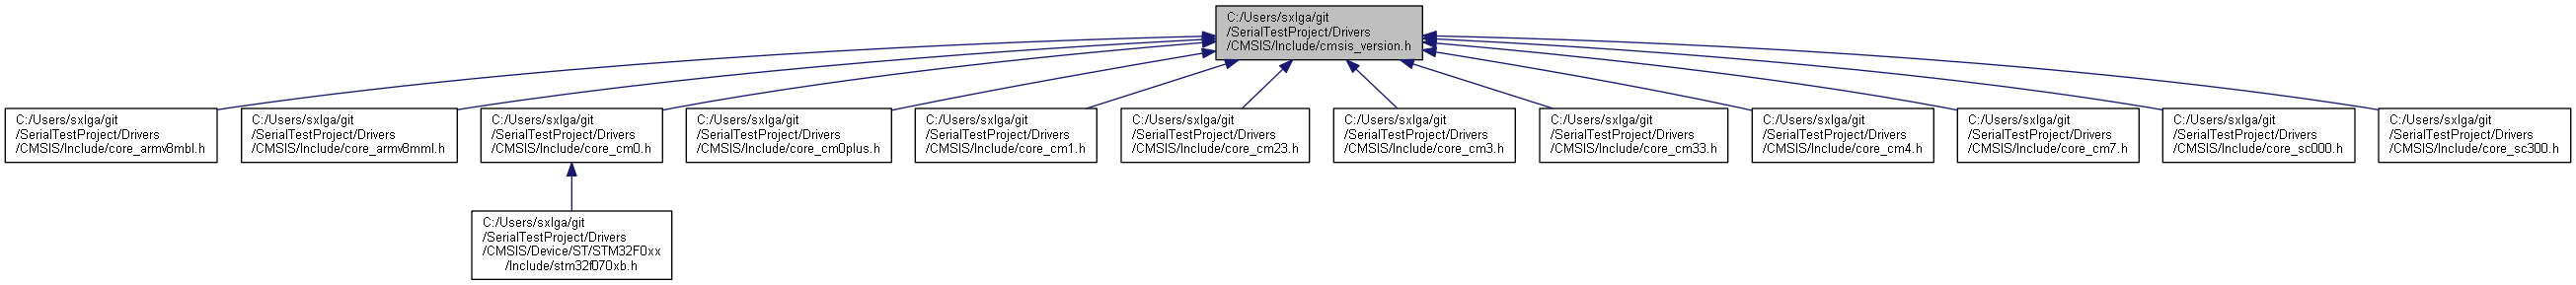 C:/Users/sxlga/git
/SerialTestProject/Drivers
/CMSIS/Include/cmsis_version.h
C:/Users/sxlga/git
/SerialTestProject/Drivers
/CMSIS/Include/core_armv8mbl.h
C:/Users/sxlga/git
/SerialTestProject/Drivers
/CMSIS/Include/core_armv8mml.h
C:/Users/sxlga/git
/SerialTestProject/Drivers
/CMSIS/Include/core_cm0.h
C:/Users/sxlga/git
/SerialTestProject/Drivers
/CMSIS/Include/core_cm0plus.h
C:/Users/sxlga/git
/SerialTestProject/Drivers
/CMSIS/Include/core_cm1.h
C:/Users/sxlga/git
/SerialTestProject/Drivers
/CMSIS/Include/core_cm23.h
C:/Users/sxlga/git
/SerialTestProject/Drivers
/CMSIS/Include/core_cm3.h
C:/Users/sxlga/git
/SerialTestProject/Drivers
/CMSIS/Include/core_cm33.h
C:/Users/sxlga/git
/SerialTestProject/Drivers
/CMSIS/Include/core_cm4.h
C:/Users/sxlga/git
/SerialTestProject/Drivers
/CMSIS/Include/core_cm7.h
C:/Users/sxlga/git
/SerialTestProject/Drivers
/CMSIS/Include/core_sc000.h
C:/Users/sxlga/git
/SerialTestProject/Drivers
/CMSIS/Include/core_sc300.h
C:/Users/sxlga/git
/SerialTestProject/Drivers
/CMSIS/Device/ST/STM32F0xx
/Include/stm32f070xb.h